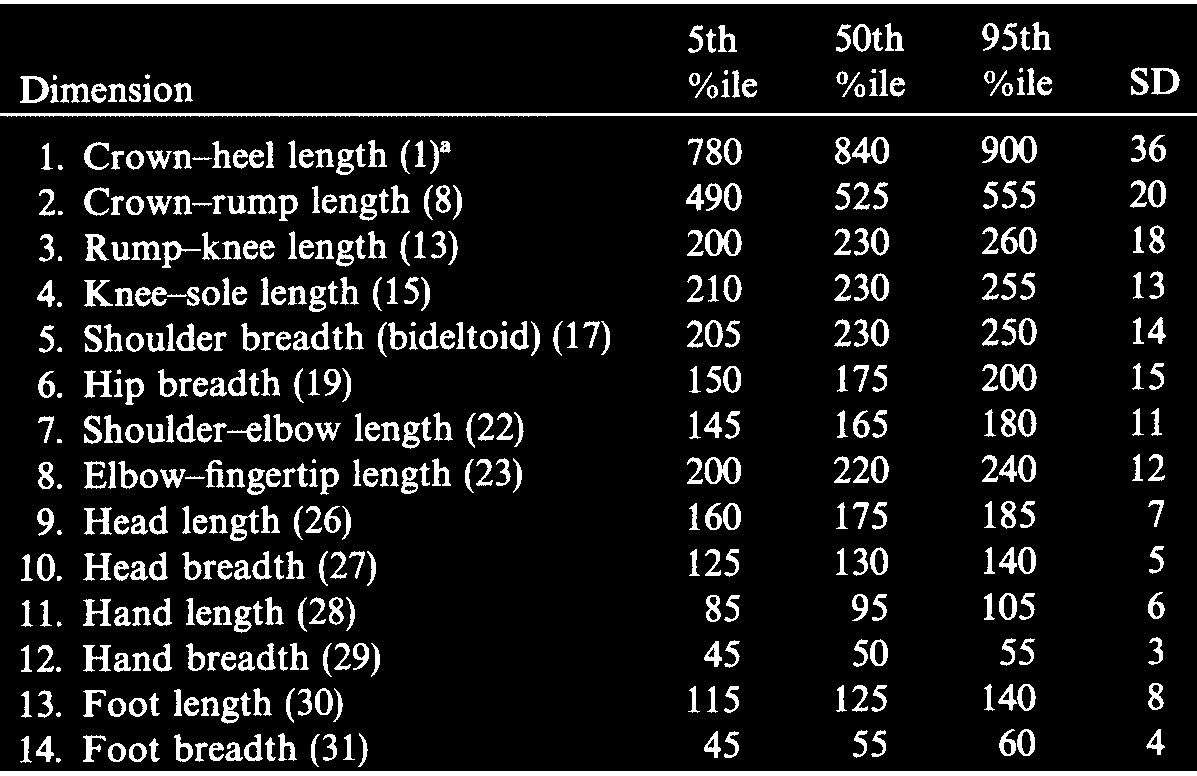 5th 50th 95th
Dimension %ile %ile %ile SD
1. Crown–heel length (1)ª 780 840 900 36
2. Crown–rump length (8) 490 525 555 20
3. Rump–knee length (13) 200 230 260 18
4. Knee–sole length (15) 210 230 255 13
5. Shoulder breadth (bideltoid) (17) 205 230 250 14
6. Hip breadth (19) 150 175 200 15
7. Shoulder–elbow length (22) 145 165 180 11
8. Elbow–fingertip length (23) 200 220 240 12
9. Head length (26) 160 175 185 7
10. Head breadth (27) 125 130 140 5
11. Hand length (28) 85 95 105 6
12. Hand breadth (29) 45 50 55 3
13. Foot length (30) 115 125 140 8
14. Foot breadth (31) 45 55 60 4